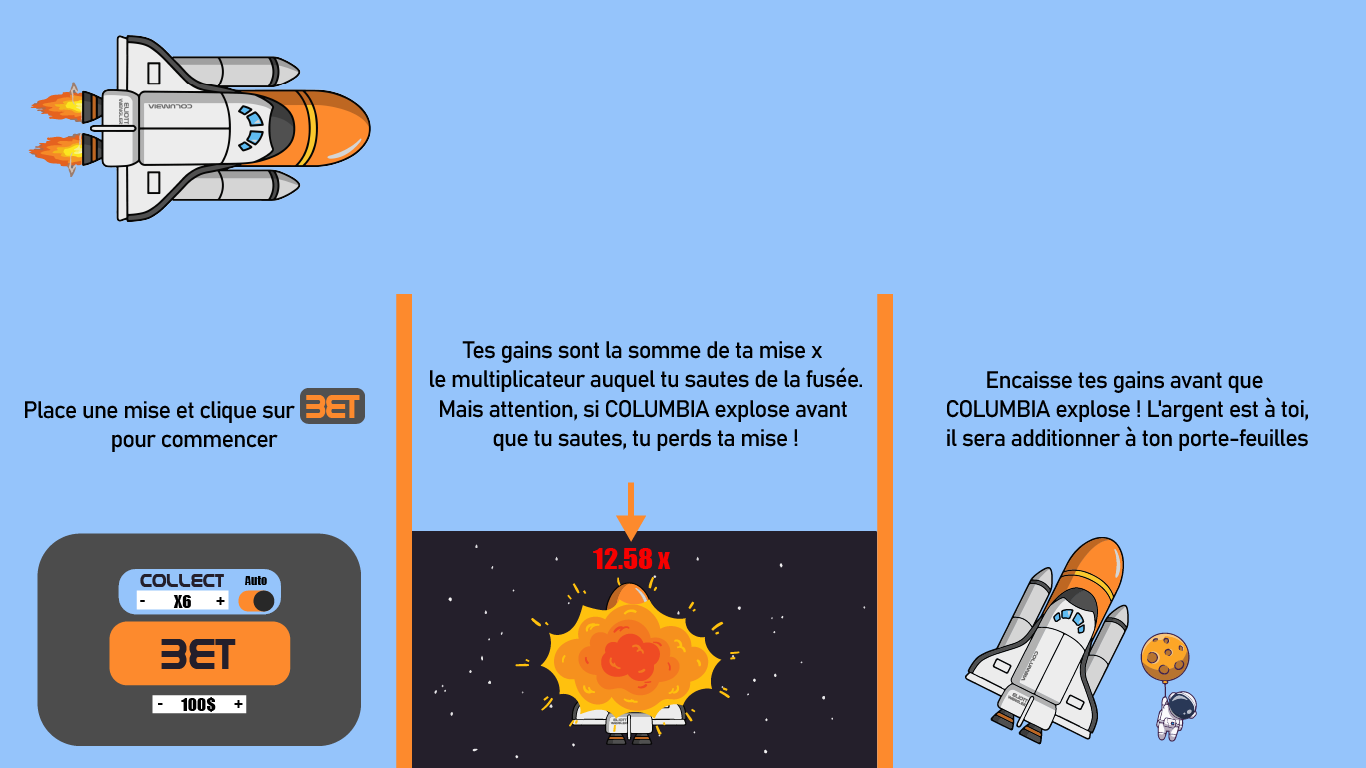 COLUMBIA
ELIOTT
WENGLER
Place une mise et clique sur BET
pour commencer
COLLECT Auto
- X6 +
BET
- 100$ +
Tes gains sont la somme de ta mise x
le multiplicateur auquel tu sautes de la fusée.
Mais attention, si COLUMBIA explose avant
que tu sautes, tu perds ta mise !
12.58 x
Encaisse tes gains avant que
COLUMBIA explose ! L'argent est à toi,
il sera additionner à ton porte-feuilles
COLUMBIA